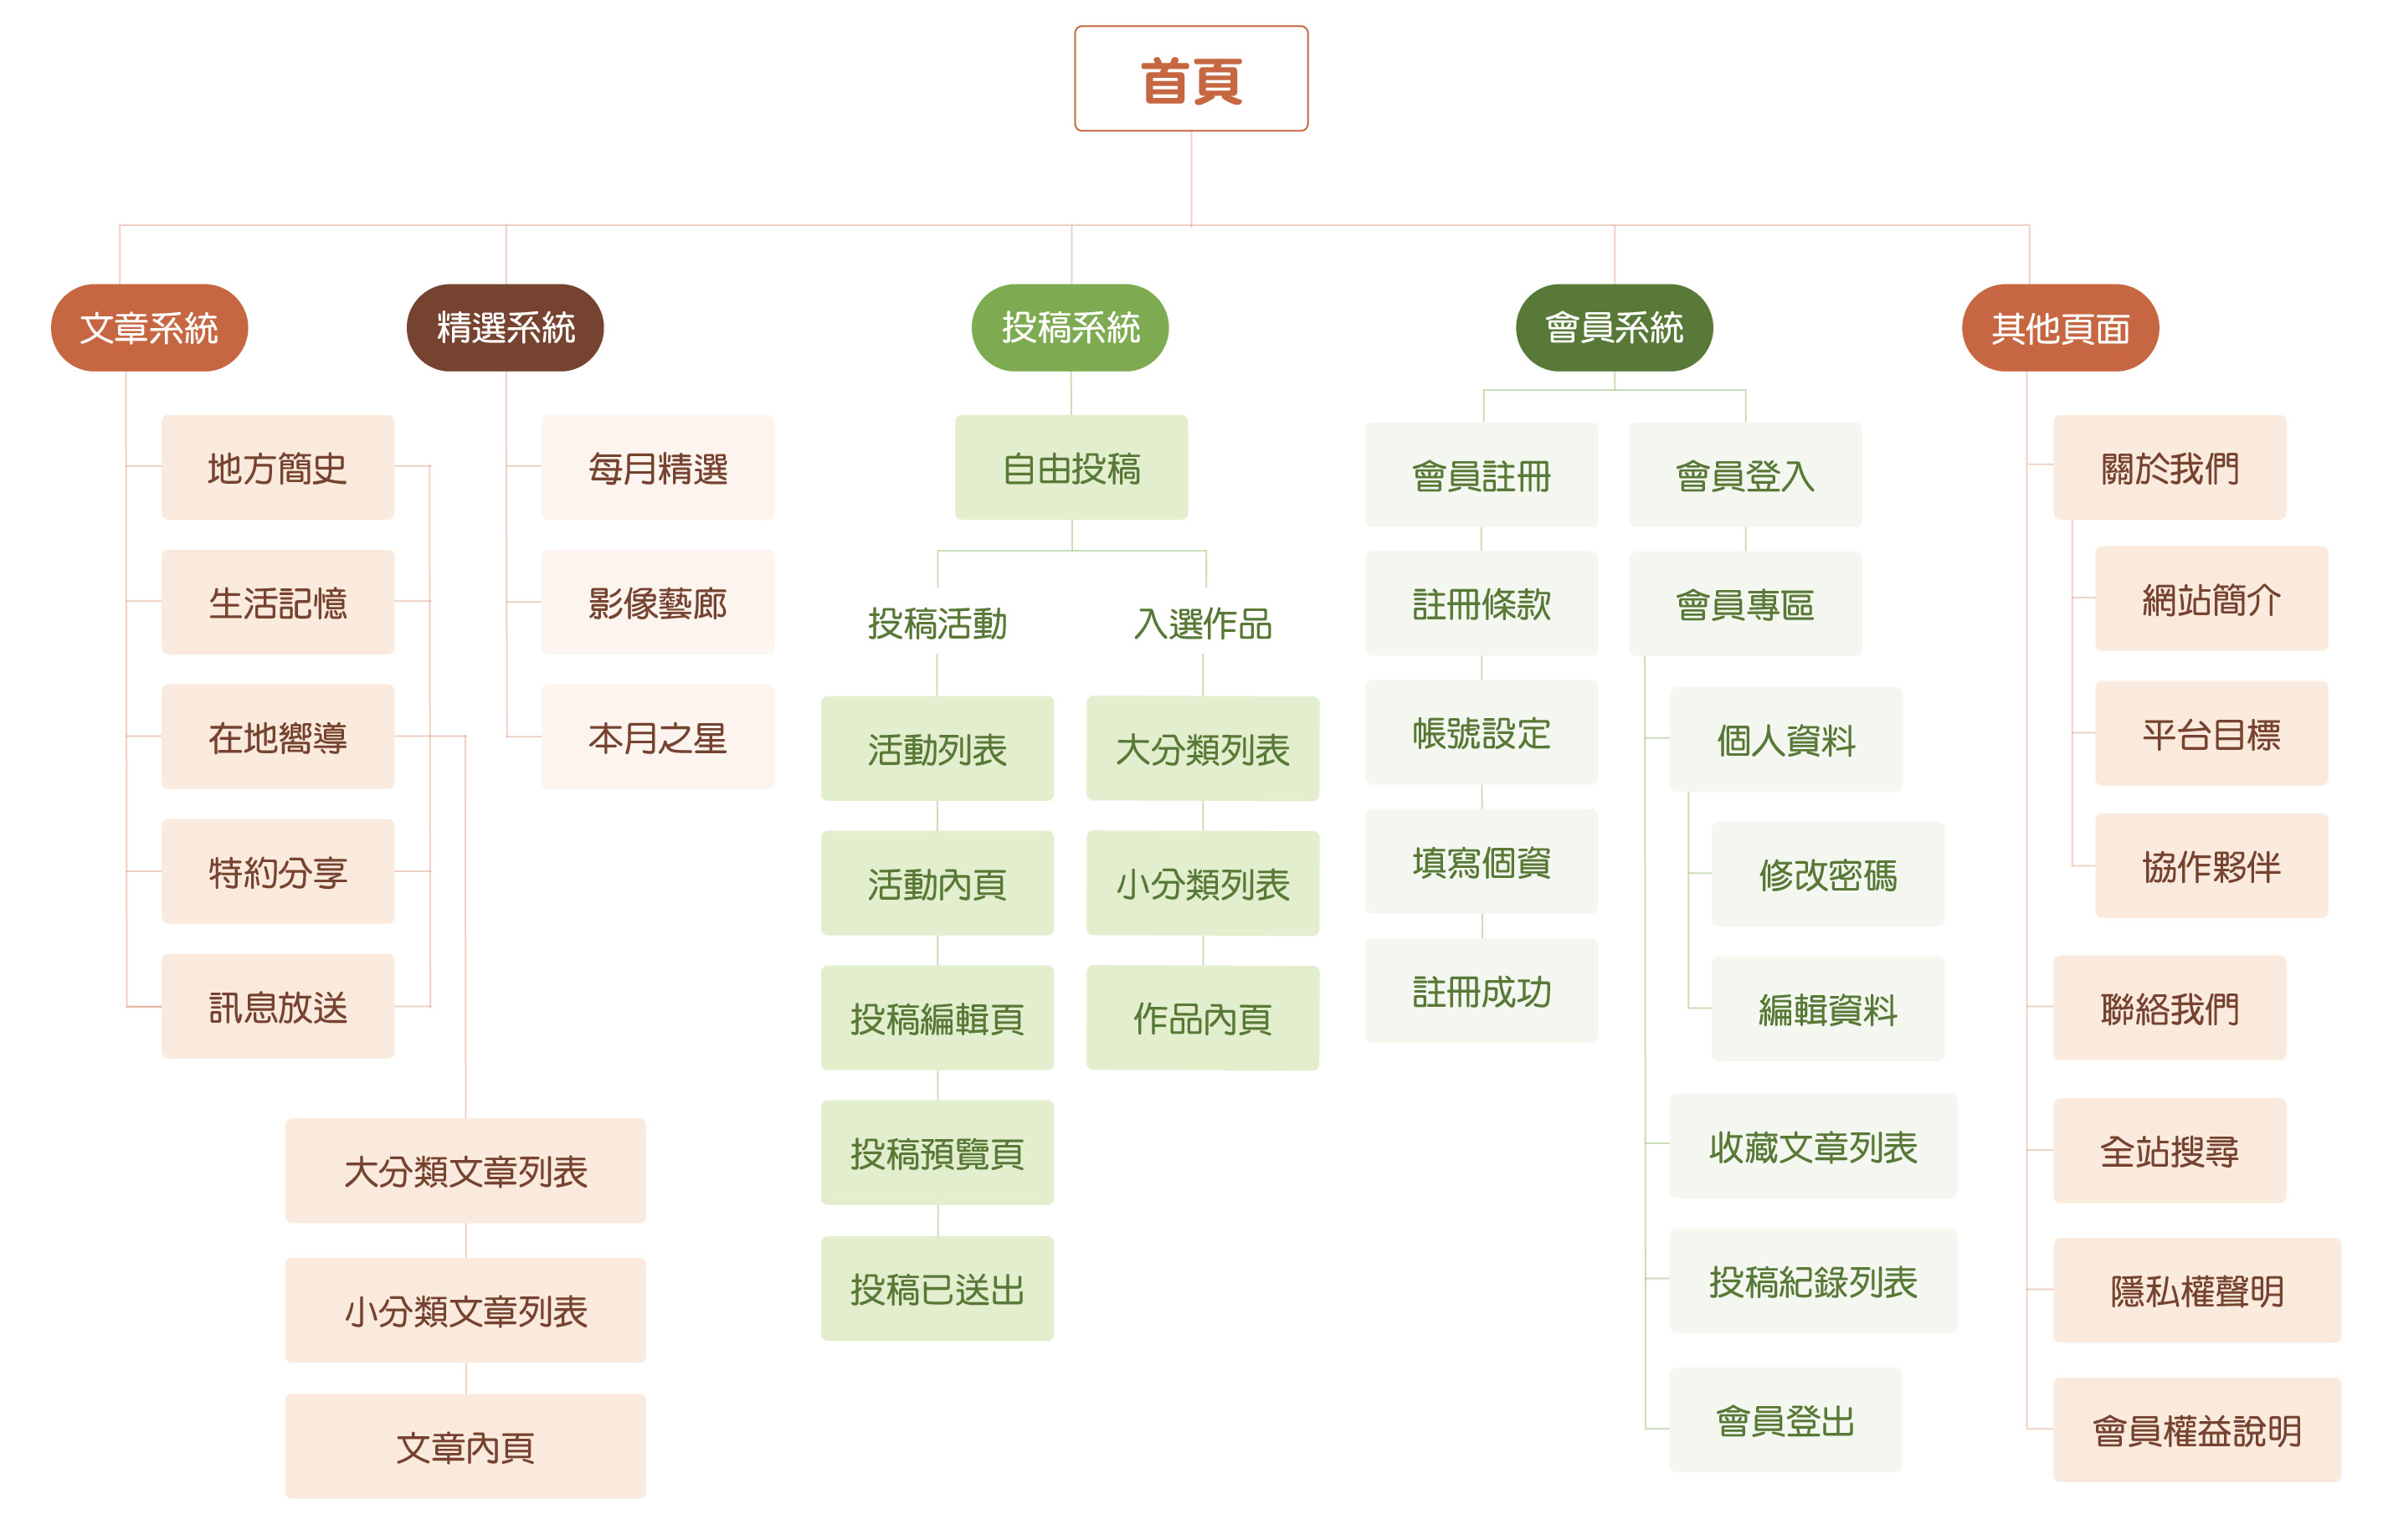 首頁
文章系統
地方簡史
生活記憶
在地嚮導
特約分享
訊息放送
大分類文章列表
小分類文章列表
文章內頁
精選系統
每月精選
影像藝廊
本月之星
投稿系統
自由投稿
投稿活動
活動列表
活動內頁
投稿編輯頁
投稿預覽頁
投稿已送出
入選作品
大分類列表
小分類列表
作品內頁
會員系統
會員註冊
註冊條款
帳號設定
填寫個資
註冊成功
會員登入
會員專區
個人資料
修改密碼
編輯資料
收藏文章列表
投稿紀錄列表
會員登出
其他頁面
關於我們
網站簡介
平台目標
協作夥伴
聯絡我們
全站搜尋
隱私權聲明
會員權益說明